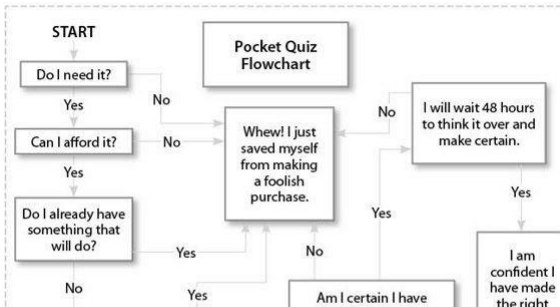 START
Pocket Quiz
Flowchart
Do I need it?
Yes
No
Can I afford it?
No
Yes
Whew! I just
saved myself
from making
a foolish
purchase.
No
I will wait 48 hours
to think it over and
make certain.
Do I already have
something that
will do?
Yes
No
Yes
No
Yes
Yes
Am I certain I have
I am
confident I
have made
the right